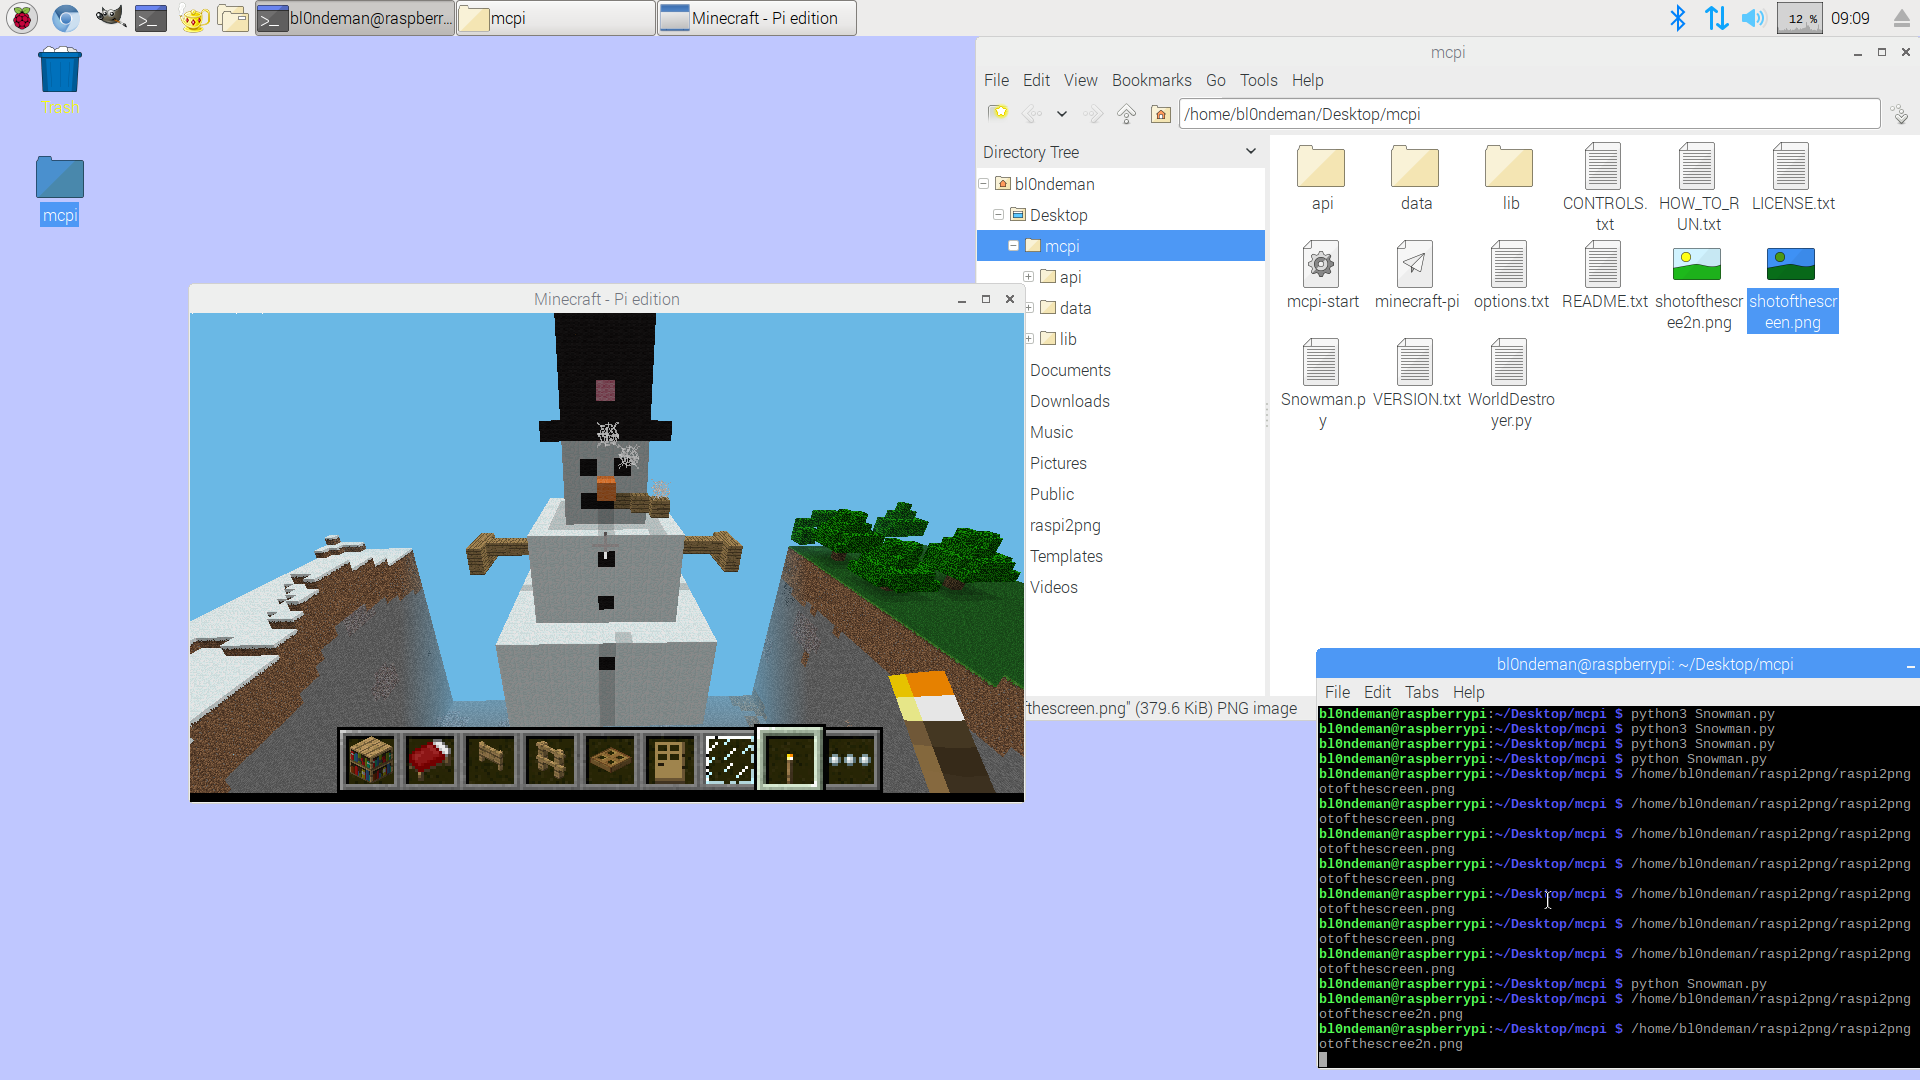 bl0ndeman@raspberr...
mcpi
Minecraft - Pi edition
12 %
09:09
Trash
mcpi
mcpi
File Edit View Bookmarks Go Tools Help
/home/bl0ndeman/Desktop/mcpi
Directory Tree
bl0ndeman
Desktop
mcpi
api
data
lib
Documents
Downloads
Music
Pictures
Public
raspi2png
Templates
Videos
api
data
lib
CONTROLS.
txt
HOW_TO_R
UN.txt
LICENSE.txt
mcpi-start
minecraft-pi
options.txt
README.txt
shotofthescr
ee2n.png
shotofthescr
een.png
Snowman.p
y
VERSION.txt
WorldDestro
yer.py
thescreen.png" (379.6 KiB) PNG image
Minecraft - Pi edition
bl0ndeman@raspberrypi: ~/Desktop/mcpi
File Edit Tabs Help
bl0ndeman@raspberrypi:~/Desktop/mcpi $ python3 Snowman.py
bl0ndeman@raspberrypi:~/Desktop/mcpi $ python3 Snowman.py
bl0ndeman@raspberrypi:~/Desktop/mcpi $ python3 Snowman.py
bl0ndeman@raspberrypi:~/Desktop/mcpi $ python Snowman.py
bl0ndeman@raspberrypi:~/Desktop/mcpi $ /home/bl0ndeman/raspi2png/raspi2png
otofthescreen.png
bl0ndeman@raspberrypi:~/Desktop/mcpi $ /home/bl0ndeman/raspi2png/raspi2png
otofthescreen.png
bl0ndeman@raspberrypi:~/Desktop/mcpi $ /home/bl0ndeman/raspi2png/raspi2png
otofthescreen.png
bl0ndeman@raspberrypi:~/Desktop/mcpi $ /home/bl0ndeman/raspi2png/raspi2png
otofthescreen.png
bl0ndeman@raspberrypi:~/Desktop/mcpi $ /home/bl0ndeman/raspi2png/raspi2png
otofthescreen.png
bl0ndeman@raspberrypi:~/Desktop/mcpi $ /home/bl0ndeman/raspi2png/raspi2png
otofthescreen.png
bl0ndeman@raspberrypi:~/Desktop/mcpi $ /home/bl0ndeman/raspi2png/raspi2png
otofthescreen.png
bl0ndeman@raspberrypi:~/Desktop/mcpi $ python Snowman.py
bl0ndeman@raspberrypi:~/Desktop/mcpi $ /home/bl0ndeman/raspi2png/raspi2png
otofthescree2n.png
bl0ndeman@raspberrypi:~/Desktop/mcpi $ /home/bl0ndeman/raspi2png/raspi2png
otofthescree2n.png